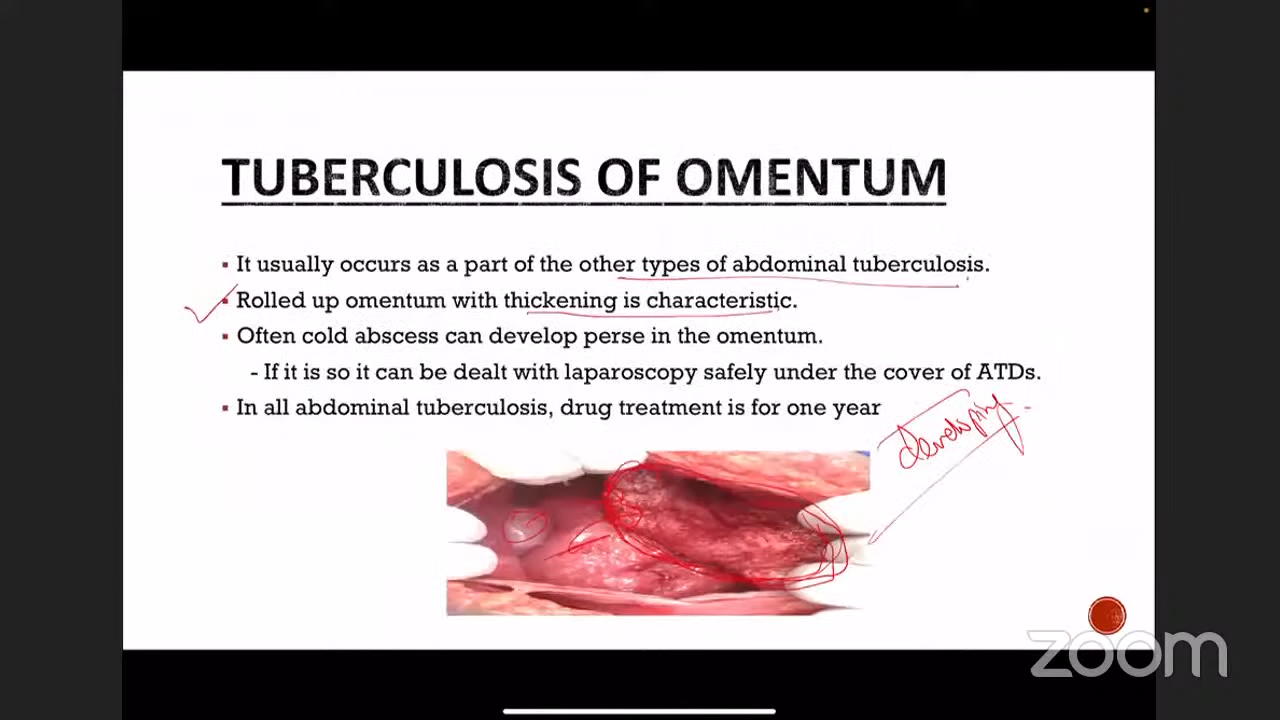 TUBERCULOSIS OF OMENTUM
▪ It usually occurs as a part of the other types of abdominal tuberculosis.
▪ Rolled up omentum with thickening is characteristic.
▪ Often cold abscess can develop perse in the omentum.
- If it is so it can be dealt with laparoscopy safely under the cover of ATDs.
▪ In all abdominal tuberculosis, drug treatment is for one year
developing
zoom